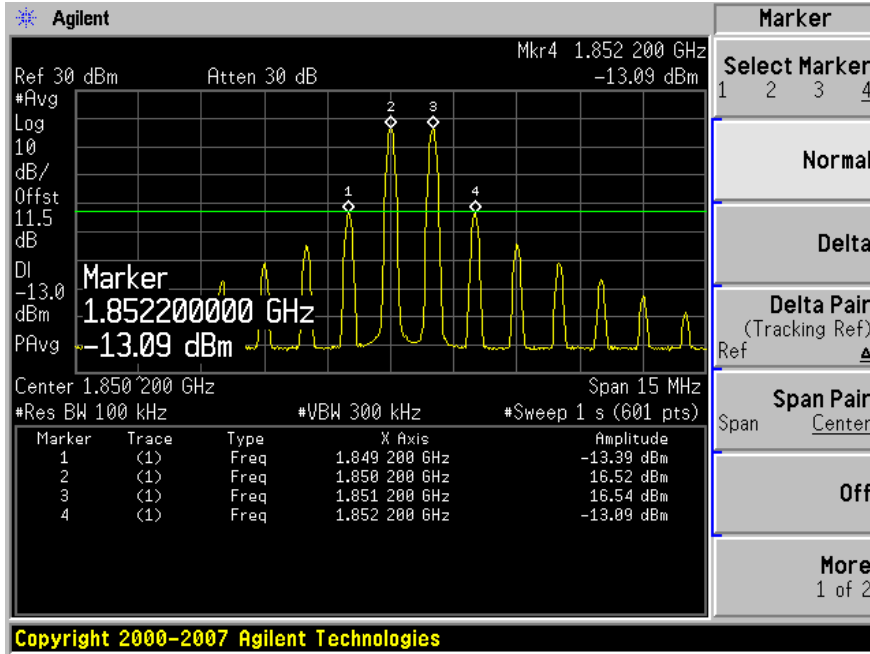 Agilent
Marker
Mkr4 1.852 200 GHz
Ref 30 dBm Atten 30 dB -13.09 dBm
#Avg
Log
10
dB/
Offst
11.5
dB
DI
-13.0
dBm
PAvg
1
2
3
4
Marker
1.852200000 GHz
-13.09 dBm
Center 1.850 200 GHz Span 15 MHz
#Res BW 100 kHz #VBW 300 kHz #Sweep 1 s (601 pts)
Marker Trace Type X Axis Amplitude
1 (1) Freq 1.849 200 GHz -13.39 dBm
2 (1) Freq 1.850 200 GHz 16.52 dBm
3 (1) Freq 1.851 200 GHz 16.54 dBm
4 (1) Freq 1.852 200 GHz -13.09 dBm
Select Marker
1 2 3 4
Normal
Delta
Delta Pair
(Tracking Ref)
Ref Δ
Span Pair
Span Center
Off
More
1 of 2
Copyright 2000-2007 Agilent Technologies